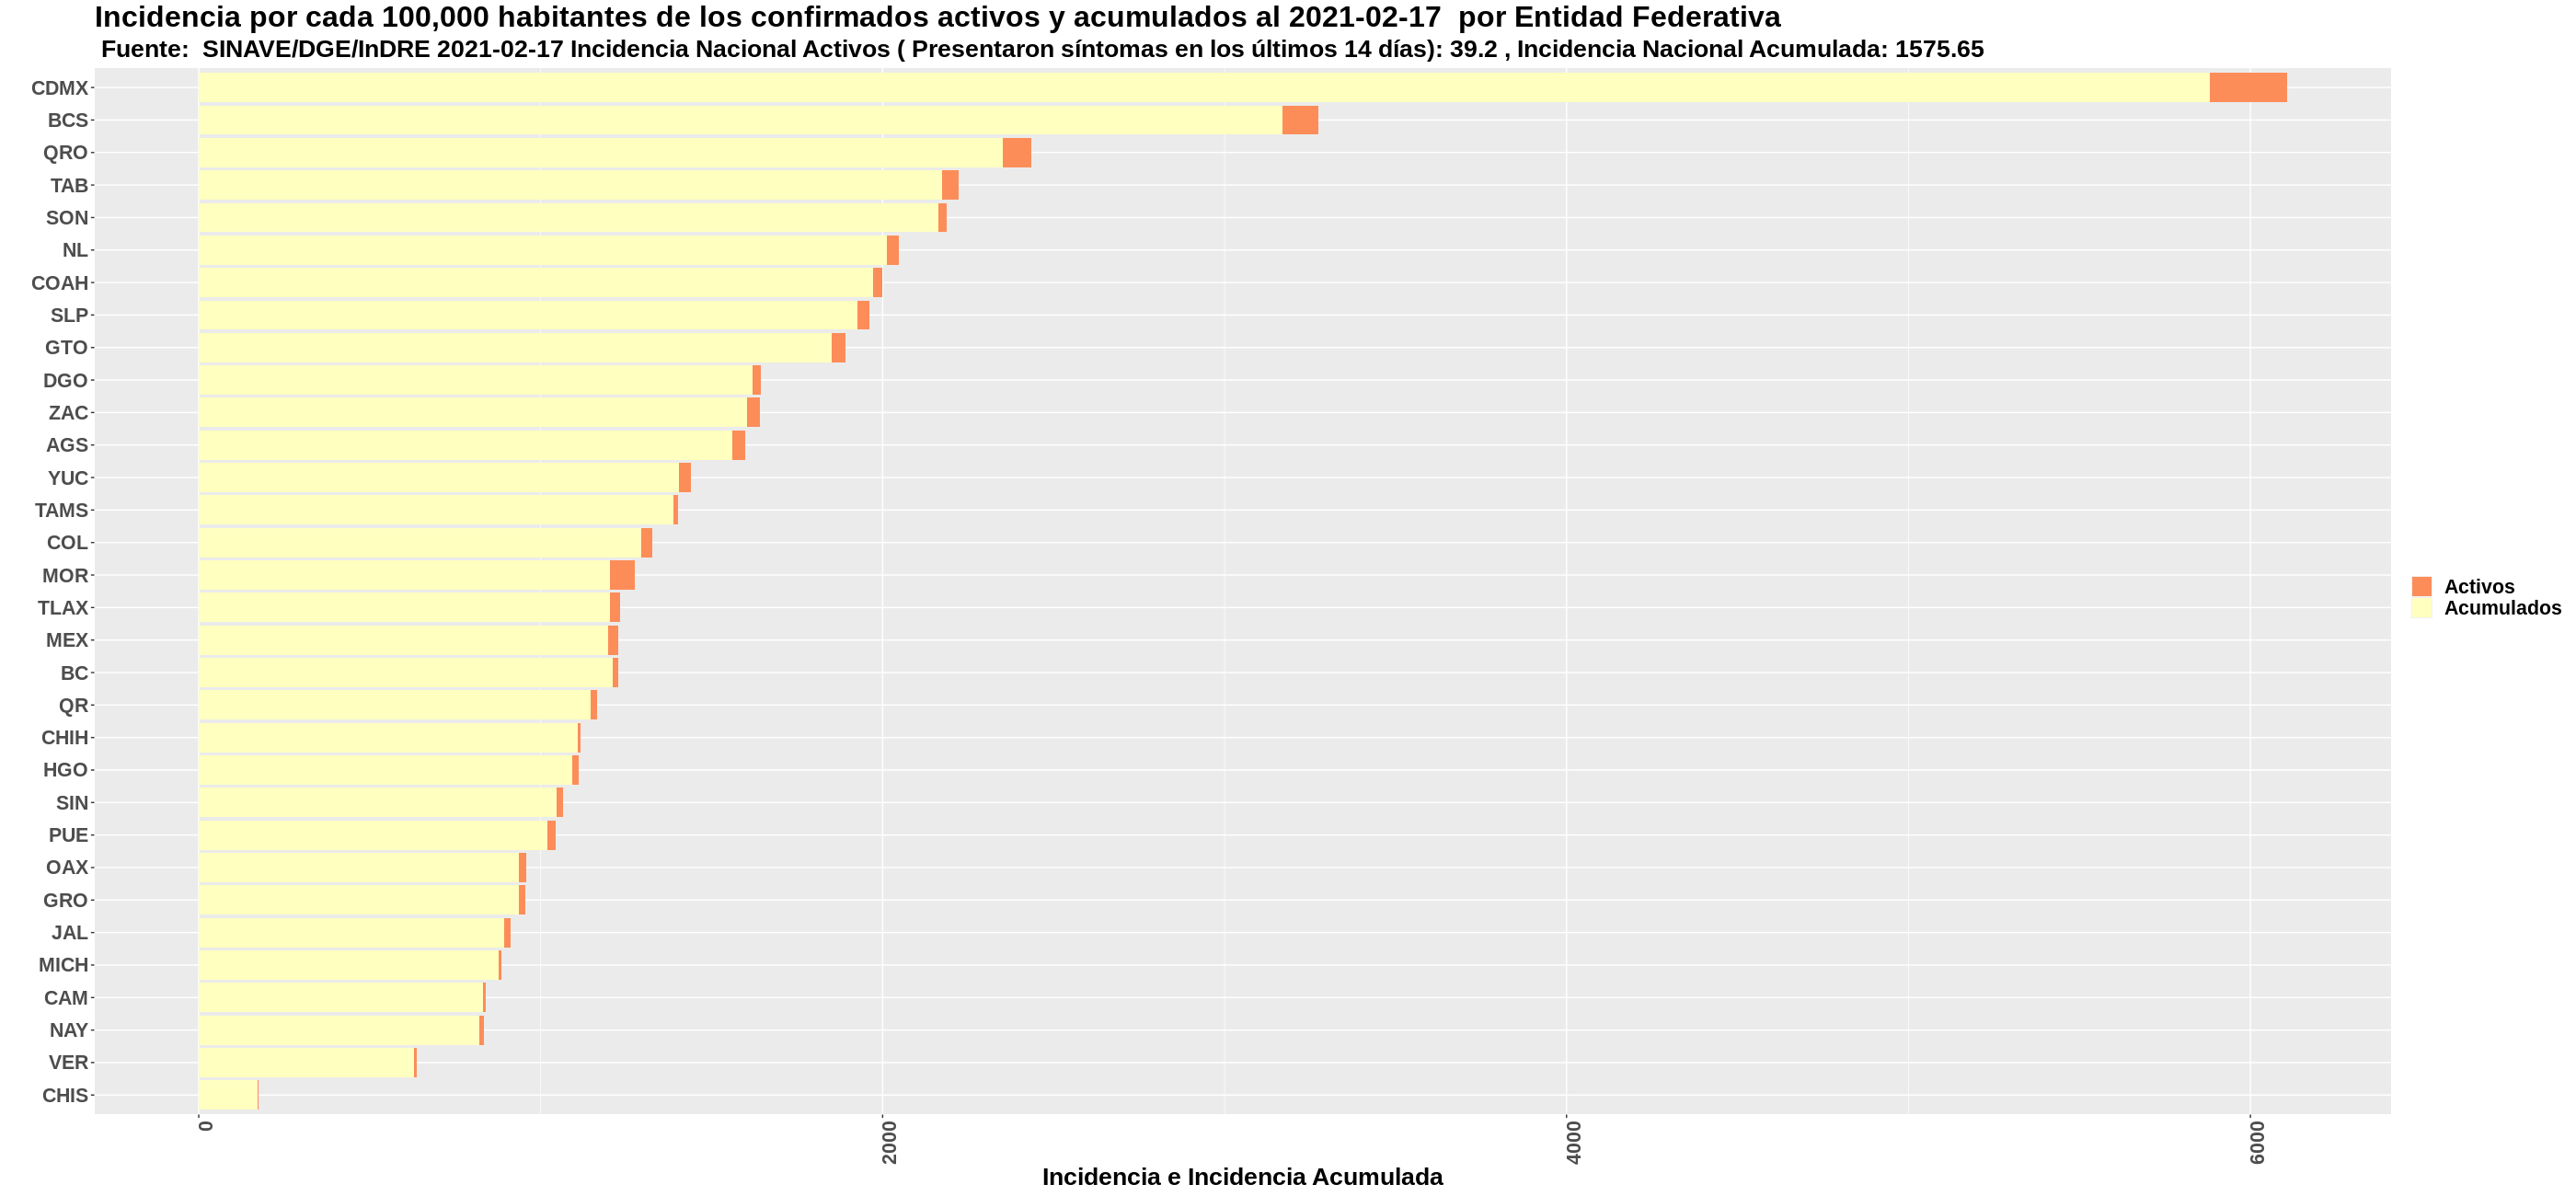 Incidencia por cada 100,000 habitantes de los confirmados activos y acumulados al 2021-02-17  por Entidad Federativa
Fuente:  SINAVE/DGE/InDRE 2021-02-17 Incidencia Nacional Activos ( Presentaron síntomas en los últimos 14 días): 39.2 , Incidencia Nacional Acumulada: 1575.65
CDMX
BCS
QRO
TAB
SON
NL
COAH
SLP
GTO
DGO
ZAC
AGS
YUC
TAMS
COL
MOR
TLAX
MEX
BC
QR
CHIH
HGO
SIN
PUE
OAX
GRO
JAL
MICH
CAM
NAY
VER
CHIS
0
2000
4000
6000
Incidencia e Incidencia Acumulada
Activos
Acumulados